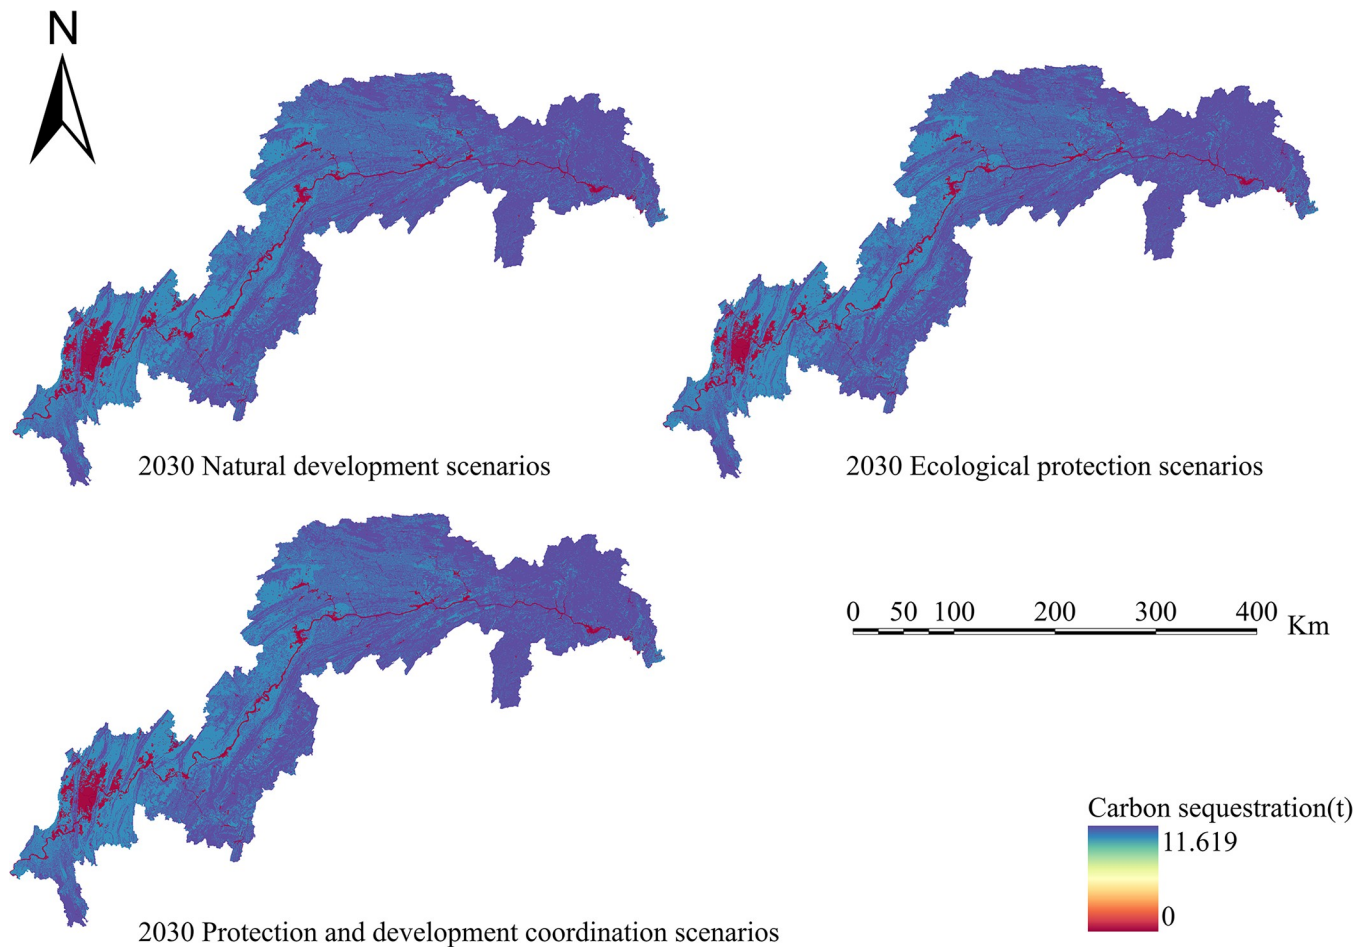 N
2030 Natural development scenarios
2030 Ecological protection scenarios
0 50 100 200 300 400 Km
Carbon sequestration(t)
11.619
0
2030 Protection and development coordination scenarios